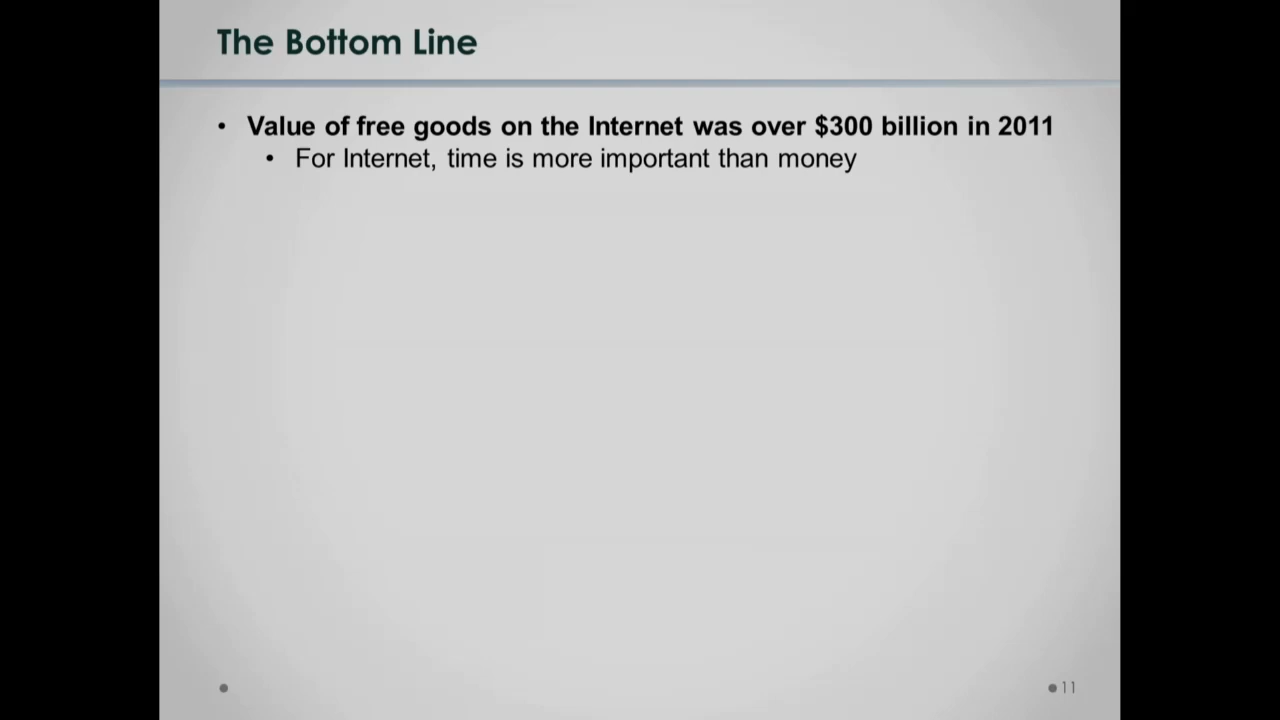 The Bottom Line
• Value of free goods on the Internet was over $300 billion in 2011
• For Internet, time is more important than money
11